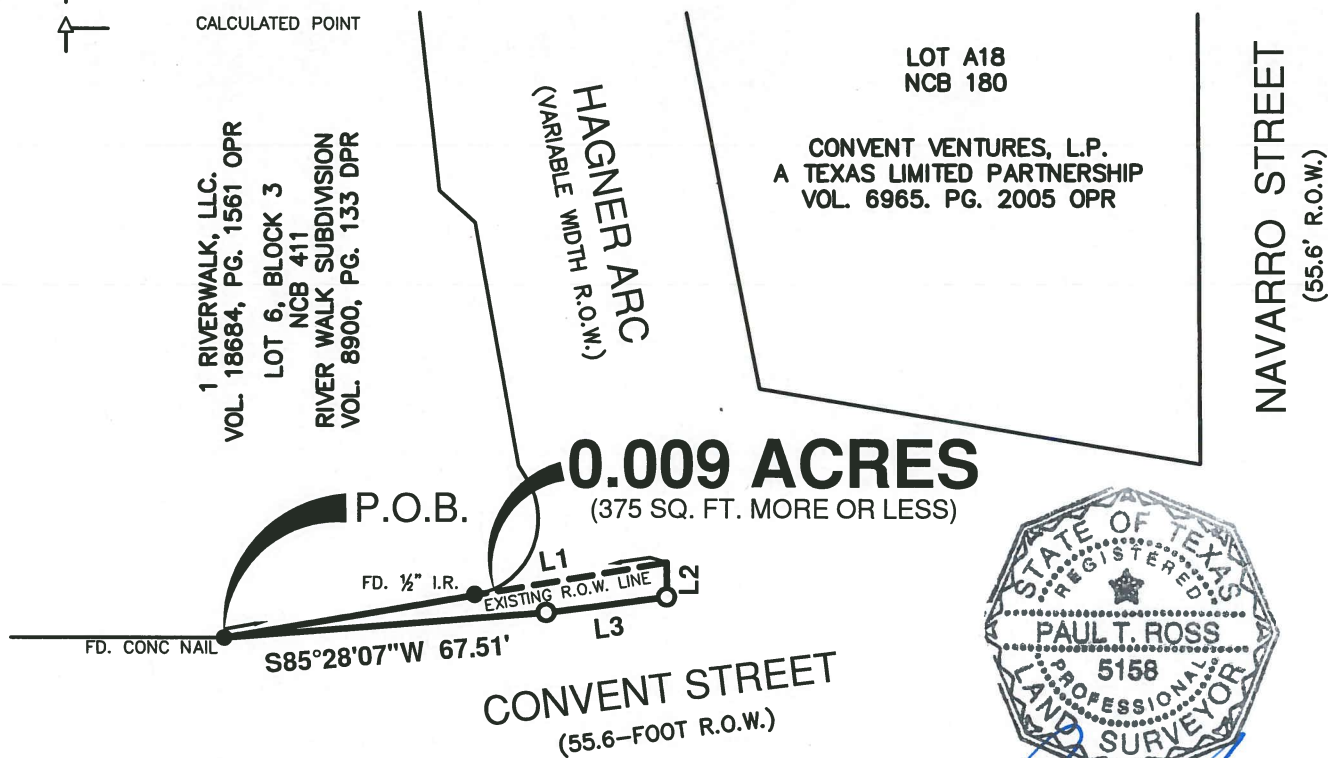 CALCULATED POINT
1 RIVERWALK, LLC.
VOL. 18684, PG. 1561 OPR
LOT 6, BLOCK 3
NCB 411
RIVER WALK SUBDIVISION
VOL. 8900, PG. 133 DPR
HAGNER ARC
(VARIABLE WIDTH R.O.W.)
LOT A18
NCB 180
CONVENT VENTURES, L.P.
A TEXAS LIMITED PARTNERSHIP
VOL. 6965. PG. 2005 OPR
NAVARRO STREET
(55.6' R.O.W.)
0.009 ACRES
(375 SQ. FT. MORE OR LESS)
P.O.B.
FD. ½" I.R.
L1
EXISTING R.O.W. LINE
L2
L3
FD. CONC NAIL
S85°28'07"W 67.51'
CONVENT STREET
(55.6-FOOT R.O.W.)
STATE OF TEXAS
REGISTERED
PAUL T. ROSS
5158
PROFESSIONAL
LAND SURVEYOR